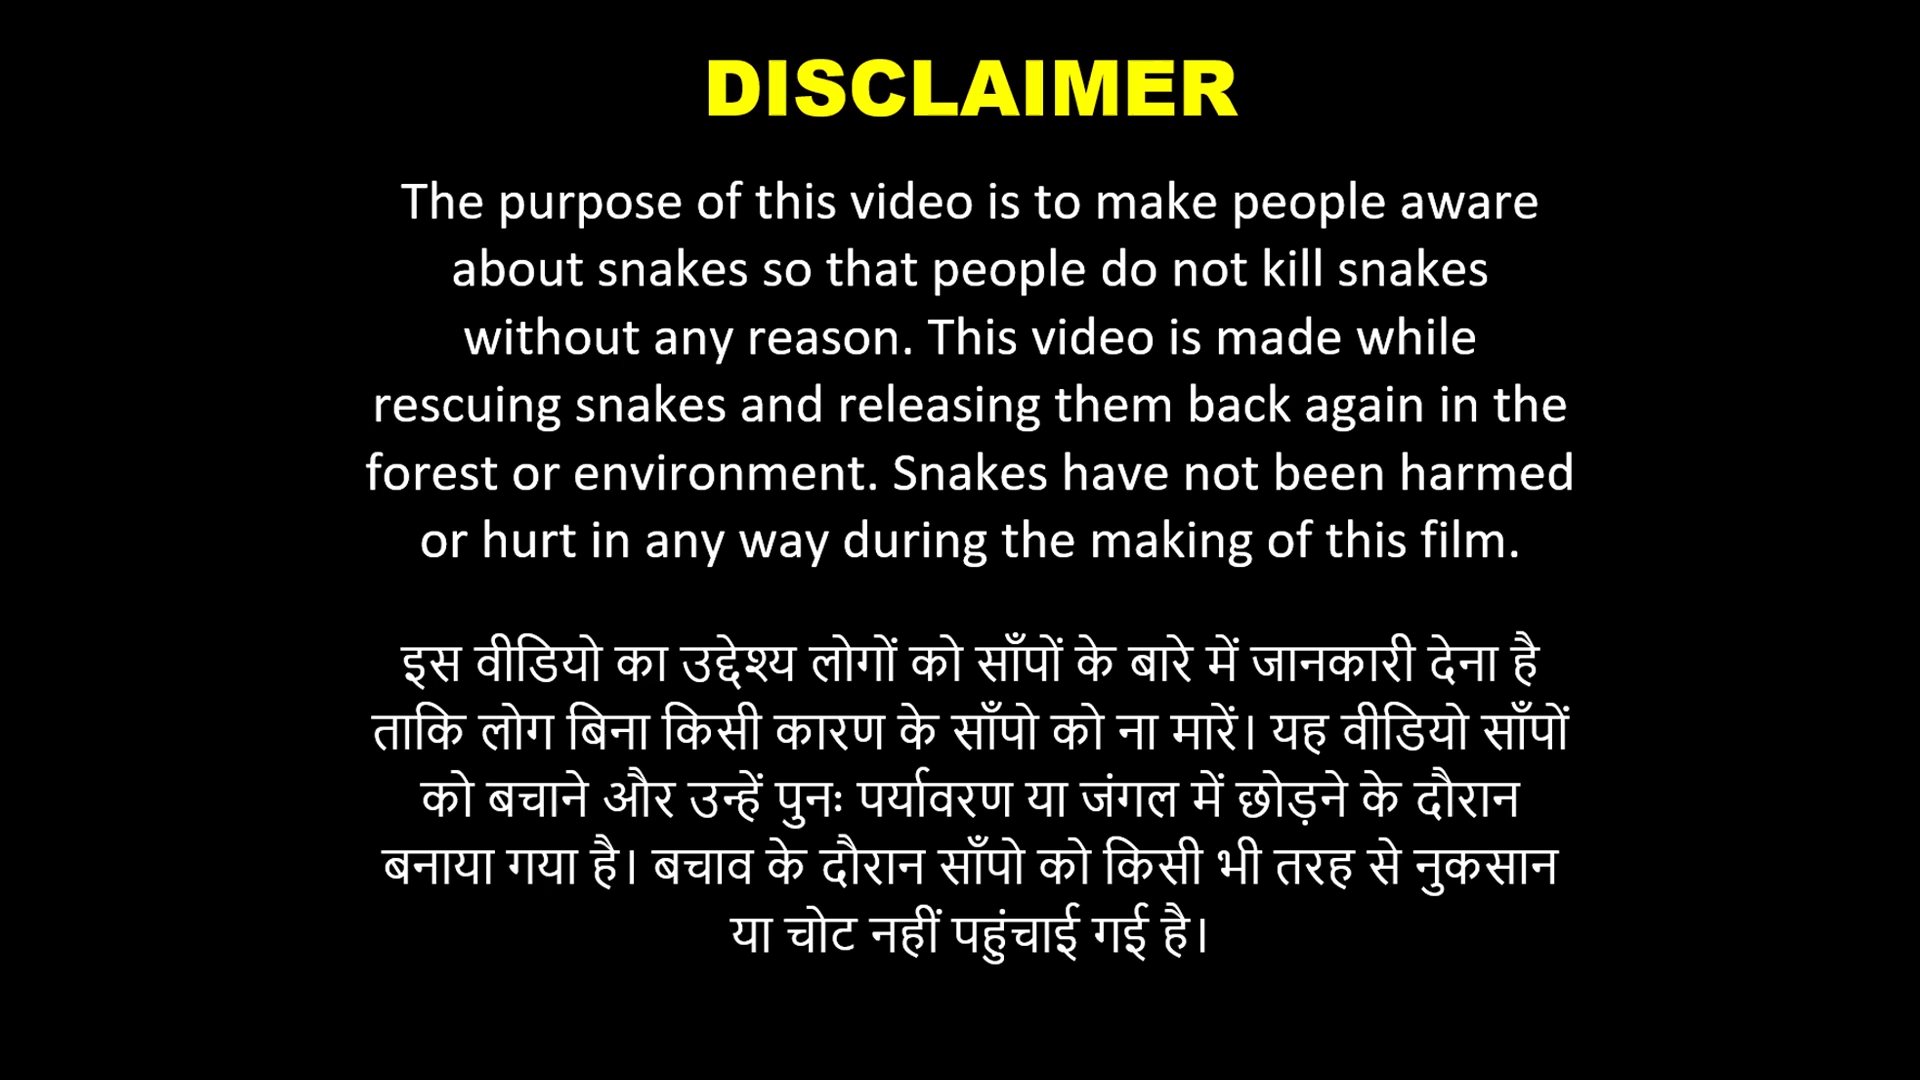 DISCLAIMER
The purpose of this video is to make people aware
about snakes so that people do not kill snakes
without any reason. This video is made while
rescuing snakes and releasing them back again in the
forest or environment. Snakes have not been harmed
or hurt in any way during the making of this film.
इस वीडियो का उद्देश्य लोगों को साँपों के बारे में जानकारी देना है
ताकि लोग बिना किसी कारण के साँपो को ना मारें। यह वीडियो साँपों
को बचाने और उन्हें पुनः पर्यावरण या जंगल में छोड़ने के दौरान
बनाया गया है। बचाव के दौरान साँपो को किसी भी तरह से नुकसान
या चोट नहीं पहुंचाई गई है।